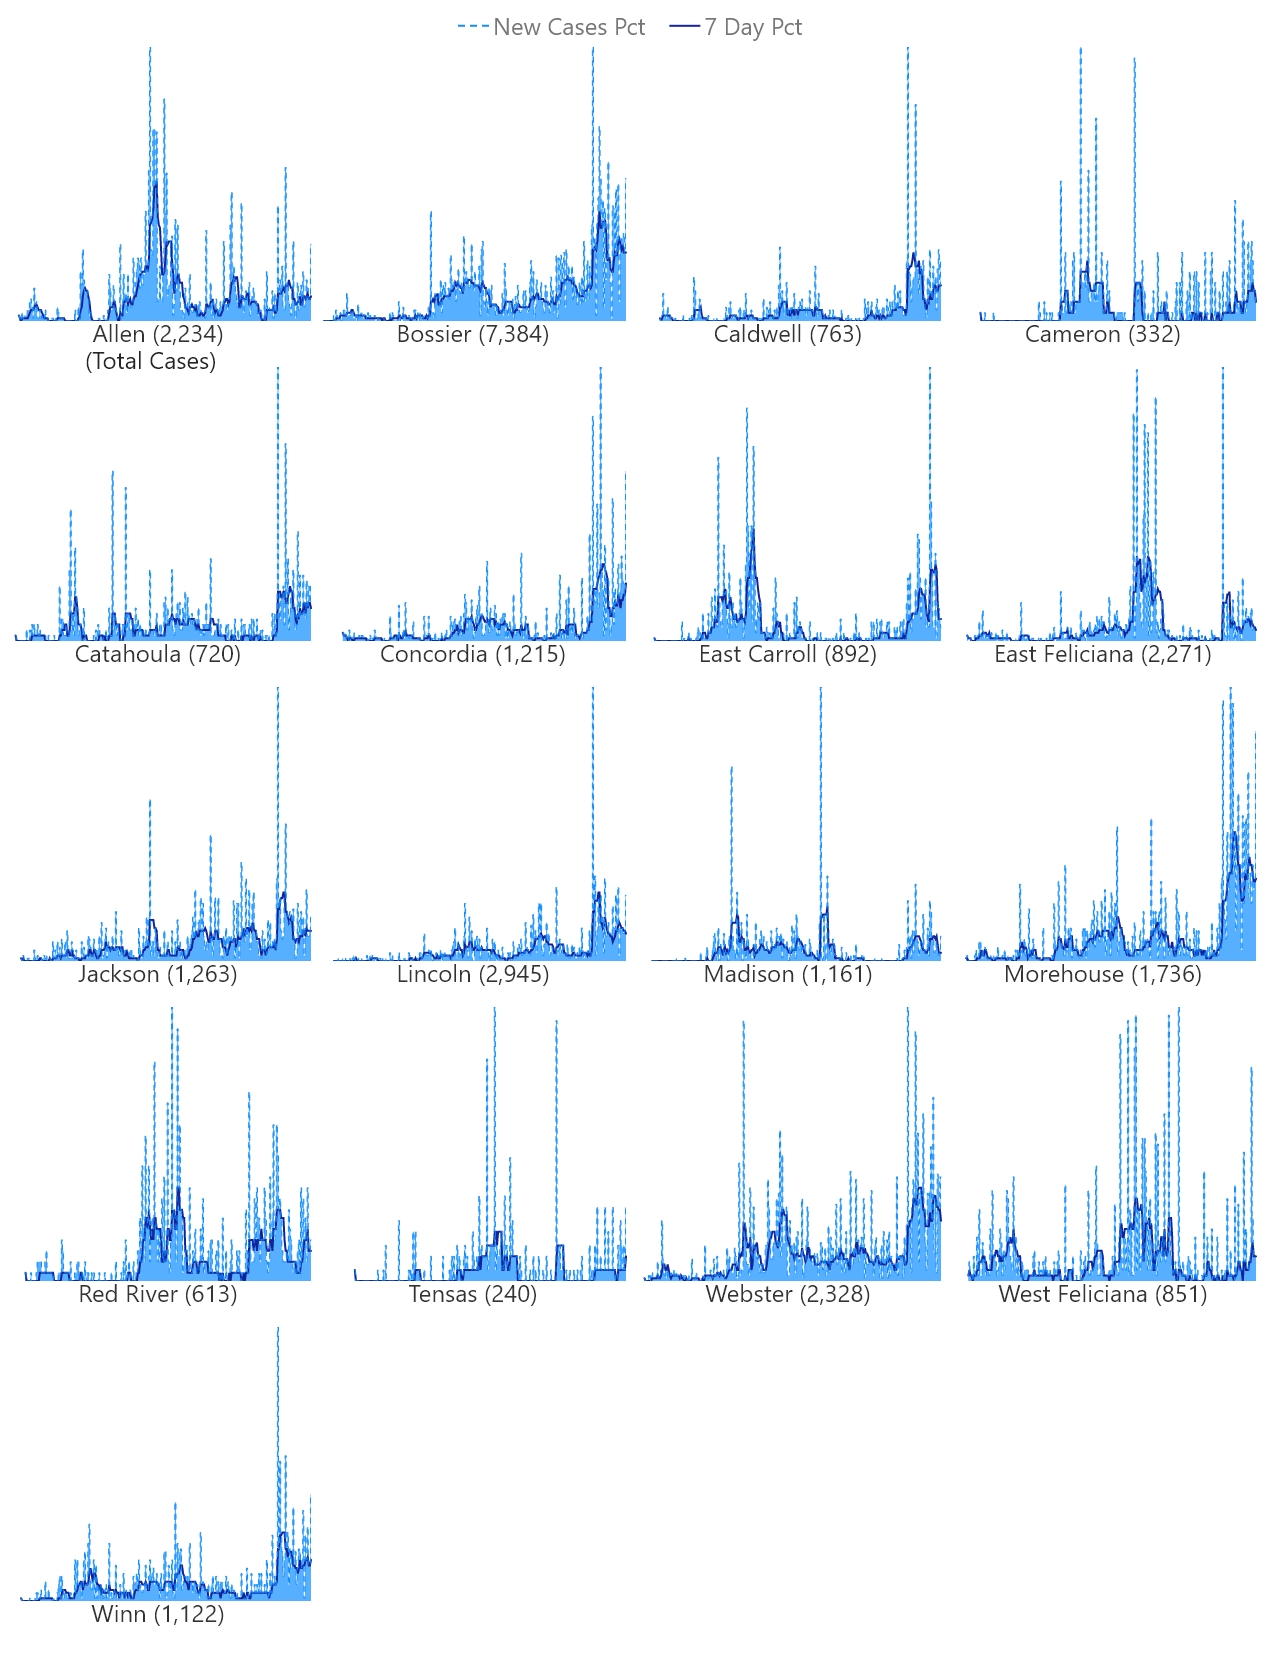 New Cases Pct 7 Day Pct
Allen (2,234) Bossier (7,384) Caldwell (763) Cameron (332)
(Total Cases)
Catahoula (720) Concordia (1,215) East Carroll (892) East Feliciana (2,271)
Jackson (1,263) Lincoln (2,945) Madison (1,161) Morehouse (1,736)
Red River (613) Tensas (240) Webster (2,328) West Feliciana (851)
Winn (1,122)